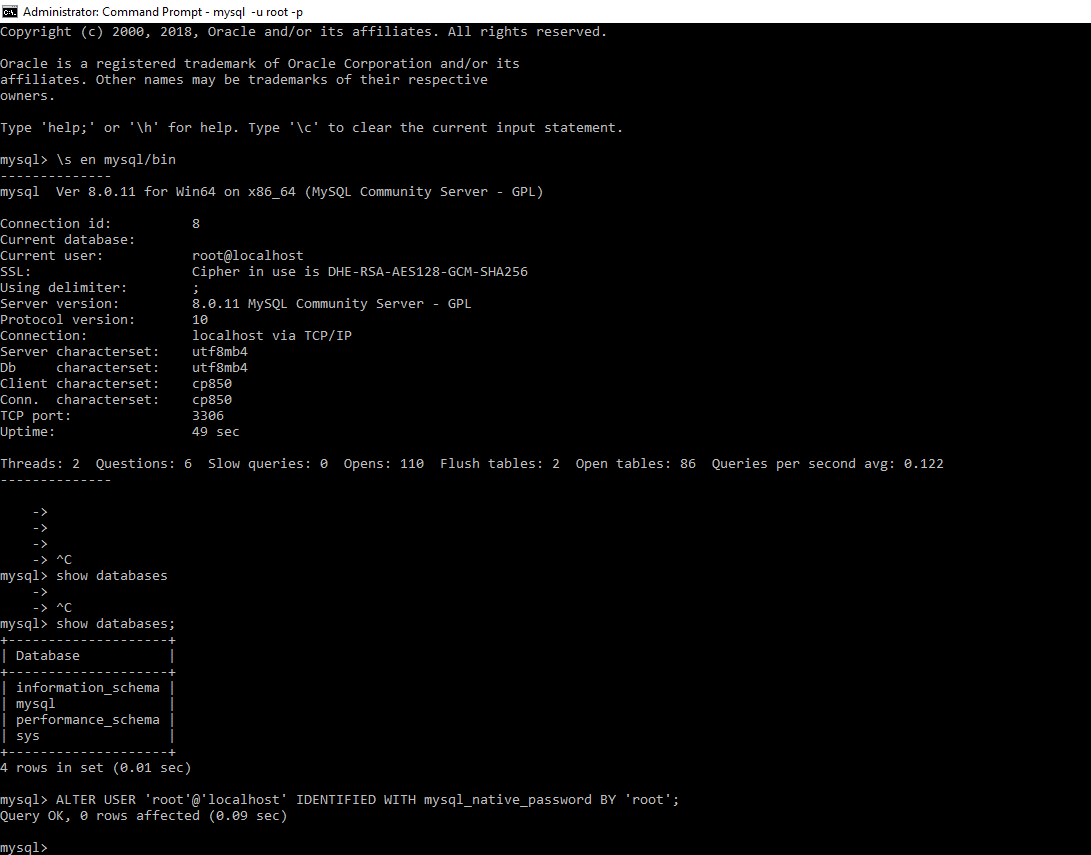 Administrator: Command Prompt - mysql  -u root -p
Copyright (c) 2000, 2018, Oracle and/or its affiliates. All rights reserved.
Oracle is a registered trademark of Oracle Corporation and/or its
affiliates. Other names may be trademarks of their respective
owners.
Type 'help;' or '\h' for help. Type '\c' to clear the current input statement.
mysql> \s en mysql/bin
--------------
mysql  Ver 8.0.11 for Win64 on x86_64 (MySQL Community Server - GPL)
Connection id:          8
Current database:
Current user:           root@localhost
SSL:                    Cipher in use is DHE-RSA-AES128-GCM-SHA256
Using delimiter:        ;
Server version:         8.0.11 MySQL Community Server - GPL
Protocol version:       10
Connection:             localhost via TCP/IP
Server characterset:    utf8mb4
Db     characterset:    utf8mb4
Client characterset:    cp850
Conn.  characterset:    cp850
TCP port:               3306
Uptime:                 49 sec
Threads: 2  Questions: 6  Slow queries: 0  Opens: 110  Flush tables: 2  Open tables: 86  Queries per second avg: 0.122
--------------
    ->
    ->
    ->
    -> ^C
mysql> show databases
    ->
    -> ^C
mysql> show databases;
+--------------------+
| Database           |
+--------------------+
| information_schema |
| mysql              |
| performance_schema |
| sys                |
+--------------------+
4 rows in set (0.01 sec)
mysql> ALTER USER 'root'@'localhost' IDENTIFIED WITH mysql_native_password BY 'root';
Query OK, 0 rows affected (0.09 sec)
mysql>